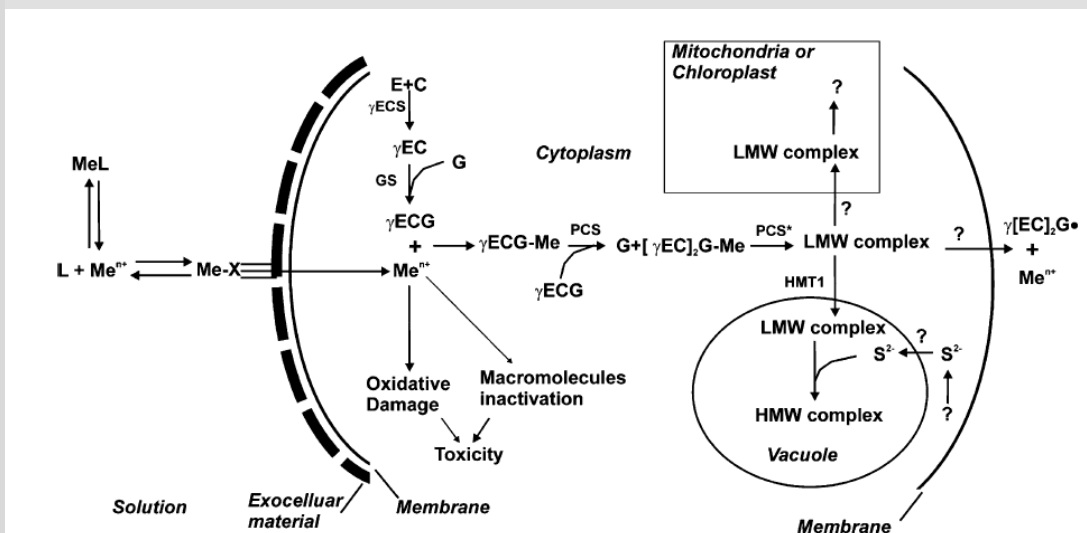 Mitochondria or
Chloroplast
?
LMW complex
?
E+C
γECS
γEC
G
GS
Cytoplasm
γECG
+
MeL
L + Meⁿ⁺
Me-X
Meⁿ⁺
γECG-Me
PCS
γECG
G+[ γEC]₂G-Me
PCS*
LMW complex
?
γ[EC]₂G•
+
Meⁿ⁺
HMT1
LMW complex
?
S²⁻
S²⁻
?
HMW complex
Vacuole
Oxidative
Damage
Macromolecules
inactivation
Toxicity
Solution
Exocelluar
material
Membrane
Membrane